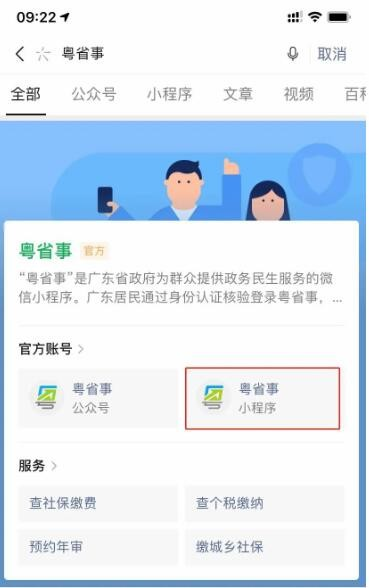 09:22
粤省事
取消
全部 公众号 小程序 文章 视频 百科
粤省事 官方
“粤省事”是广东省政府为群众提供政务民生服务的微
信小程序。广东居民通过身份认证核验登录粤省事，...
官方账号
粤省事
公众号
粤省事
小程序
服务
查社保缴费 查个税缴纳
预约年审 缴城乡社保